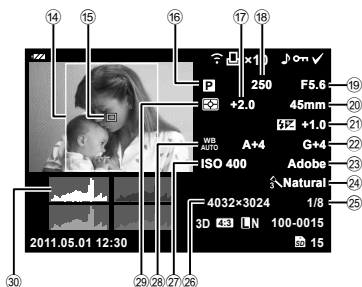 ⑭ ⑮ ⑯ ⑰ ⑱
×10
P 250 F5.6 ⑲
+2.0 45mm ⑳
+1.0 ㉑
WB AUTO A+4 G+4 ㉒
ISO 400 Adobe ㉓
3 Natural ㉔
4032×3024 1/8 ㉕
3D 4:3 LN 100-0015
2011.05.01 12:30 SD 15
㉚ ㉙ ㉘ ㉗ ㉖